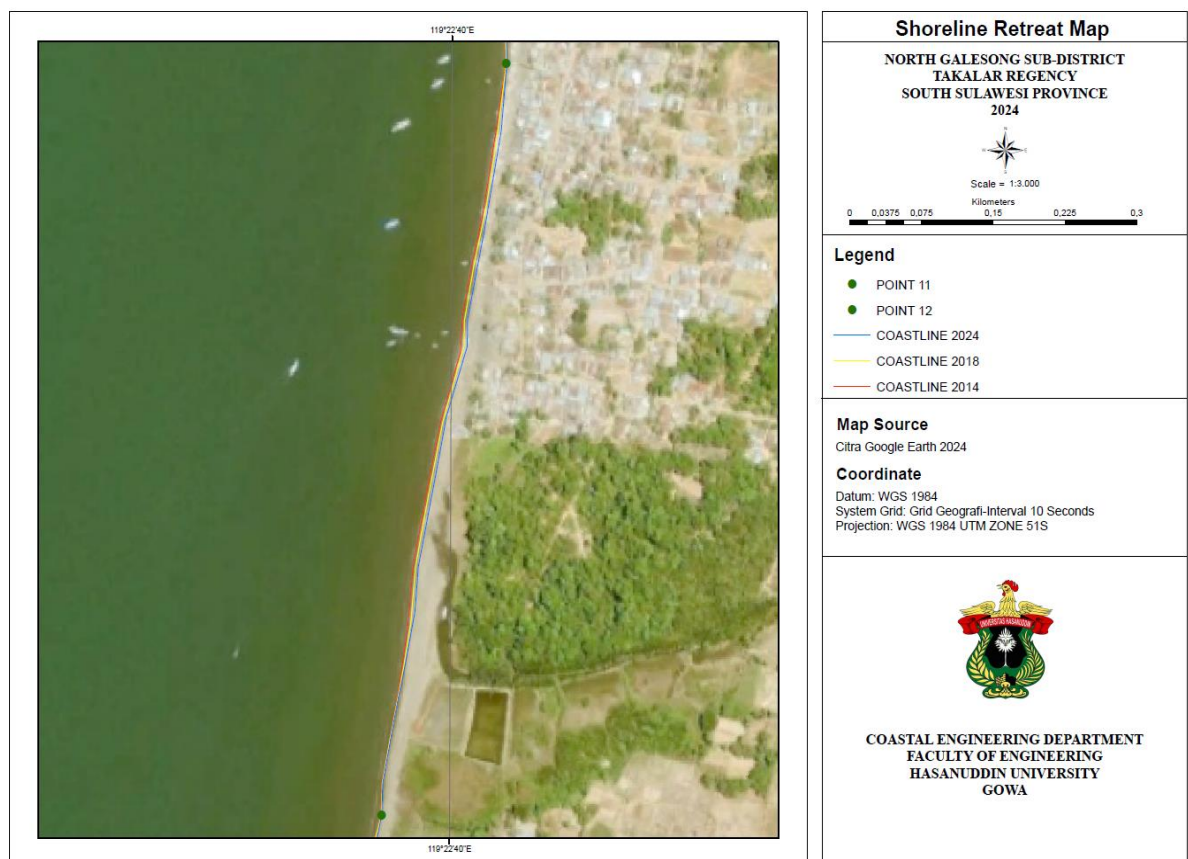 119°22'40"E
119°22'40"E
Shoreline Retreat Map
NORTH GALESONG SUB-DISTRICT
TAKALAR REGENCY
SOUTH SULAWESI PROVINCE
2024
N
W E
S
Scale = 1:3.000
Kilometers
0 0,0375 0,075 0,15 0,225 0,3
Legend
POINT 11
POINT 12
COASTLINE 2024
COASTLINE 2018
COASTLINE 2014
Map Source
Citra Google Earth 2024
Coordinate
Datum: WGS 1984
System Grid: Grid Geografi-Interval 10 Seconds
Projection: WGS 1984 UTM ZONE 51S
UNIVERSITAS HASANUDDIN
COASTAL ENGINEERING DEPARTMENT
FACULTY OF ENGINEERING
HASANUDDIN UNIVERSITY
GOWA